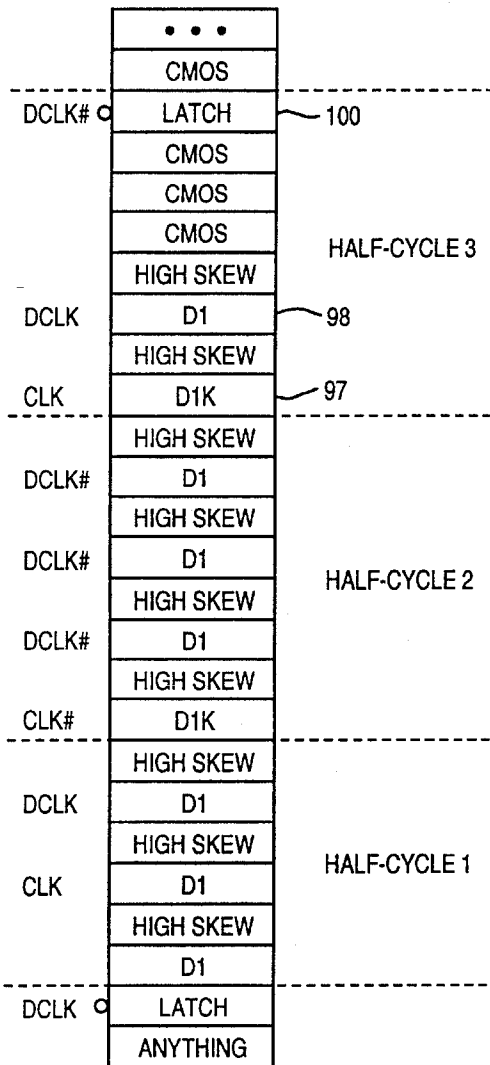 • • •
CMOS
DCLK# LATCH 100
CMOS
CMOS
CMOS
HALF-CYCLE 3
HIGH SKEW
DCLK D1 98
HIGH SKEW
CLK D1K 97
HIGH SKEW
DCLK# D1
HIGH SKEW
DCLK# D1
HALF-CYCLE 2
HIGH SKEW
DCLK# D1
HIGH SKEW
CLK# D1K
HIGH SKEW
DCLK D1
HIGH SKEW
HALF-CYCLE 1
CLK D1
HIGH SKEW
D1
DCLK LATCH
ANYTHING